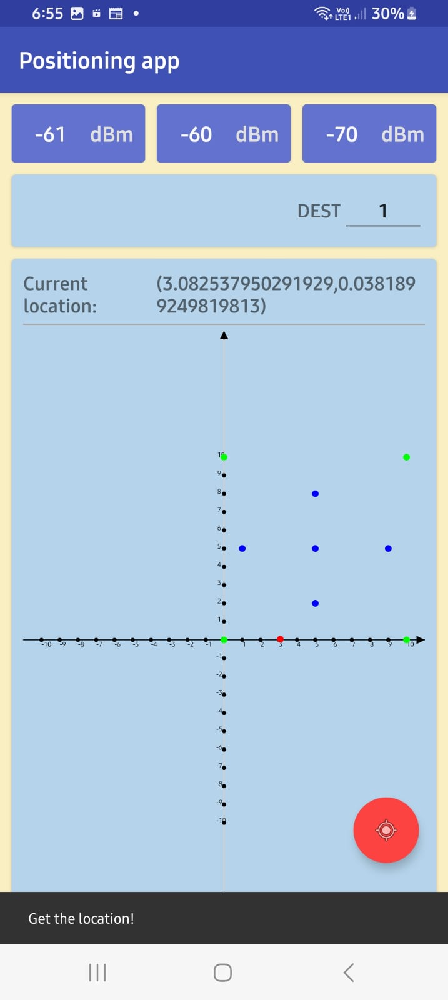 6:55 Vo)) LTE1 30%
Positioning app
-61 dBm -60 dBm -70 dBm
DEST 1
Current (3.082537950291929,0.038189
location: 9249819813)
10
9
8
7
6
5
4
3
2
1
-10 -9 -8 -7 -6 -5 -4 -3 -2 -1 1 2 3 4 5 6 7 8 9 10
-1
-2
-3
-4
-5
-6
-7
-8
-9
-10
Get the location!